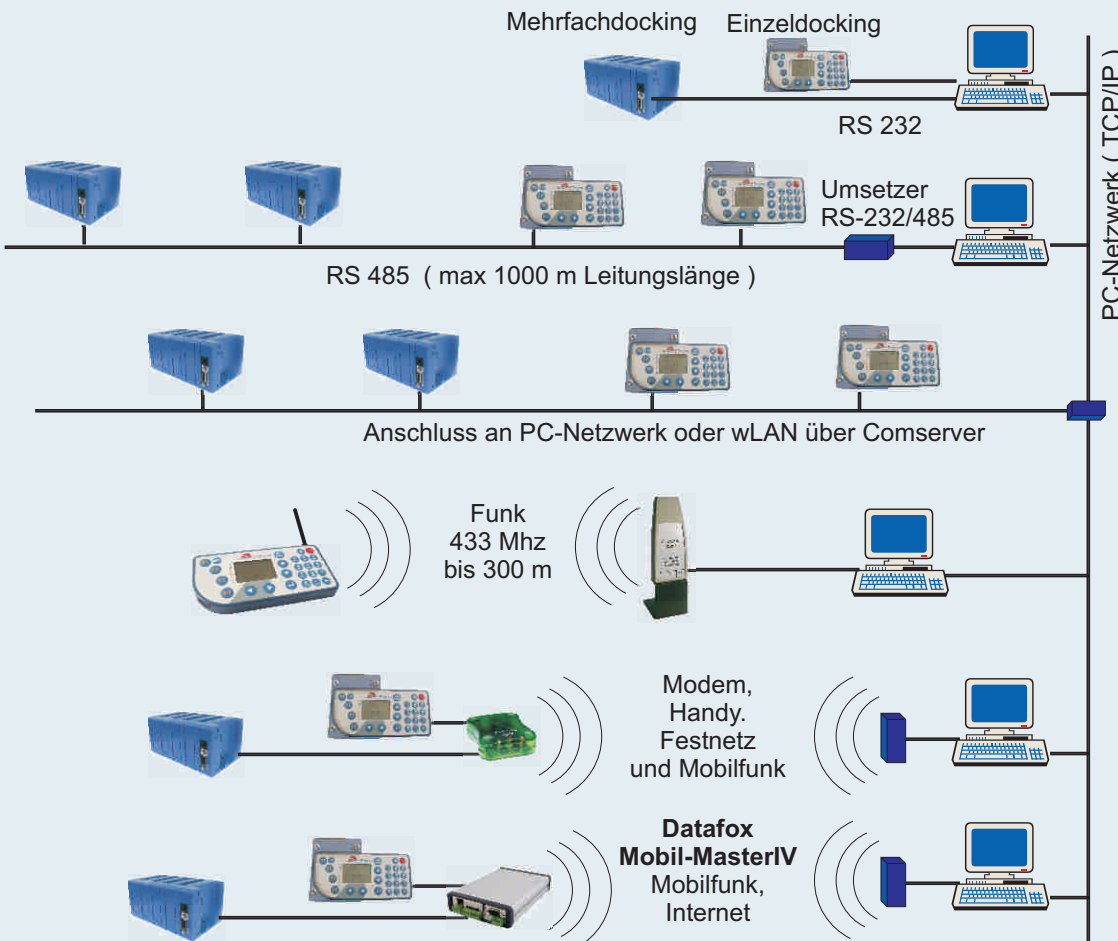 Mehrfachdocking
Einzeldocking
RS 232
PC-Netzwerk ( TCP/IP )
Umsetzer
RS-232/485
RS 485 ( max 1000 m Leitungslänge )
Anschluss an PC-Netzwerk oder wLAN über Comserver
Funk
433 Mhz
bis 300 m
Modem,
Handy.
Festnetz
und Mobilfunk
Datafox
Mobil-MasterIV
Mobilfunk,
Internet